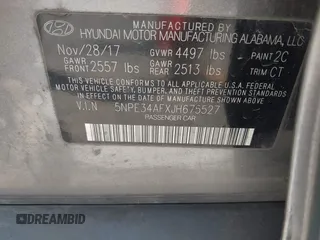 MANUFACTURED BY
HYUNDAI MOTOR MANUFACTURING ALABAMA, LLC
Nov/28/17 GVWR 4497 lbs PAINT 2C
GAWR FRONT 2557 lbs GAWR REAR 2513 lbs TRIM CT
THIS VEHICLE CONFORMS TO ALL APPLICABLE FEDERAL
MOTOR VEHICLE SAFETY, BUMPER, AND THEFT PREVENTION
STANDARDS IN EFFECT ON THE DATE OF MANUFACTURE SHOWN ABOVE.
V.I.N 5NPE34AFXJH675527
PASSENGER CAR
DREAMBID